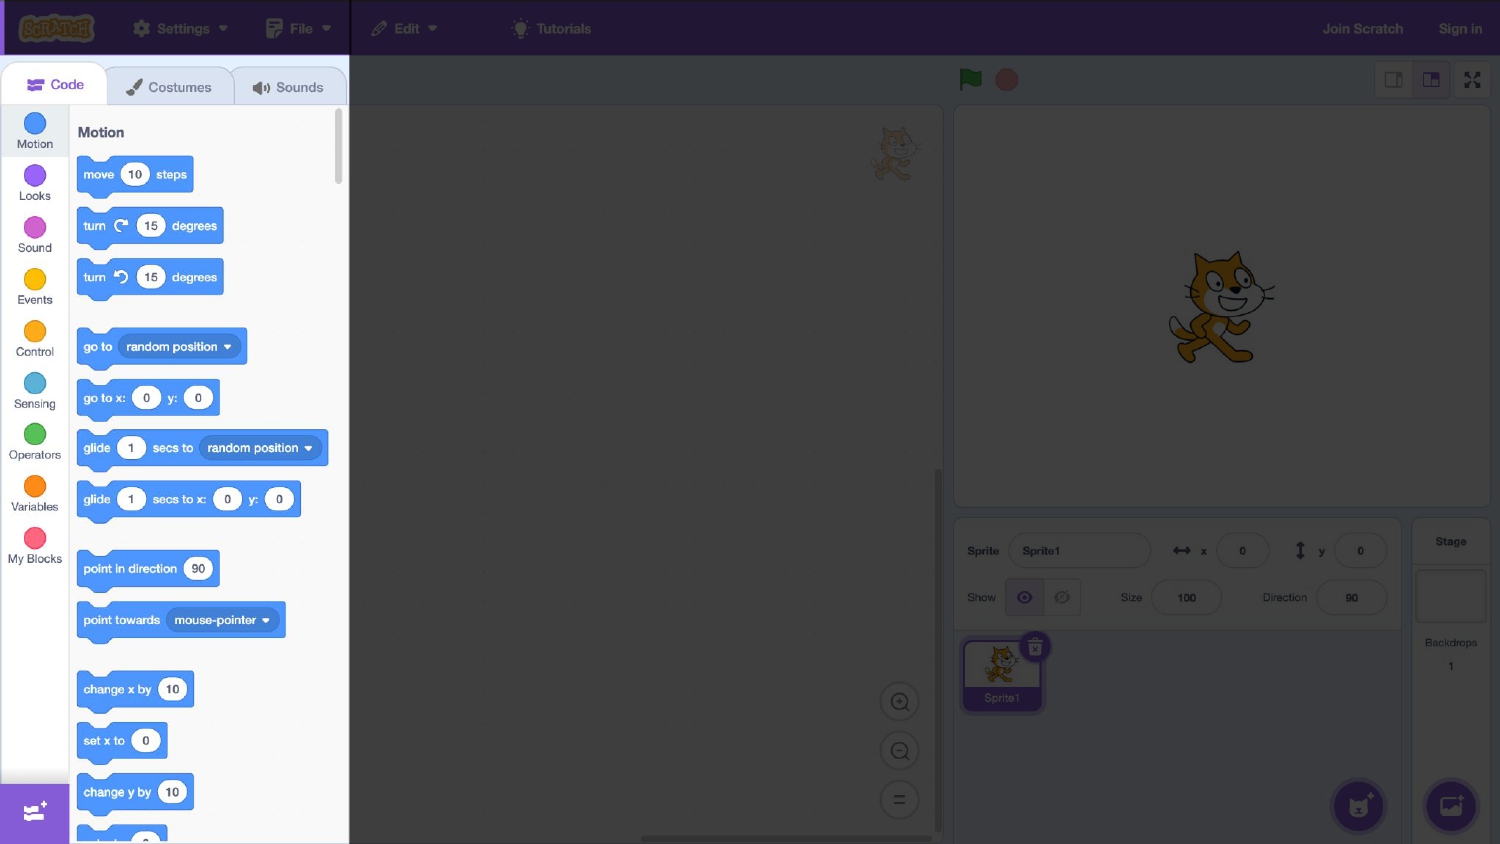 SCRATCH Settings File Edit Tutorials Join Scratch Sign in
Code Costumes Sounds
Motion
Looks
Sound
Events
Control
Sensing
Operators
Variables
My Blocks
Motion
move 10 steps
turn 15 degrees
turn 15 degrees
go to random position
go to x: 0 y: 0
glide 1 secs to random position
glide 1 secs to x: 0 y: 0
point in direction 90
point towards mouse-pointer
change x by 10
set x to 0
change y by 10
Sprite Sprite1 x 0 y 0
Show Size 100 Direction 90
Sprite1
Stage
Backdrops
1